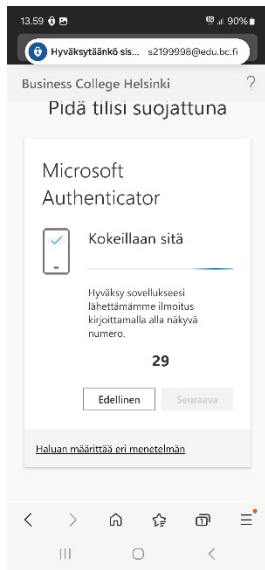 13.59
90%
Hyväksytäänkö sis... s2199998@edu.bc.fi
Business College Helsinki ?
Pidä tilisi suojattuna
Microsoft
Authenticator
Kokeillaan sitä
Hyväksy sovellukseesi
lähettämämme ilmoitus
kirjoittamalla alla näkyvä
numero.
29
Edellinen Seuraava
Haluan määrittää eri menetelmän